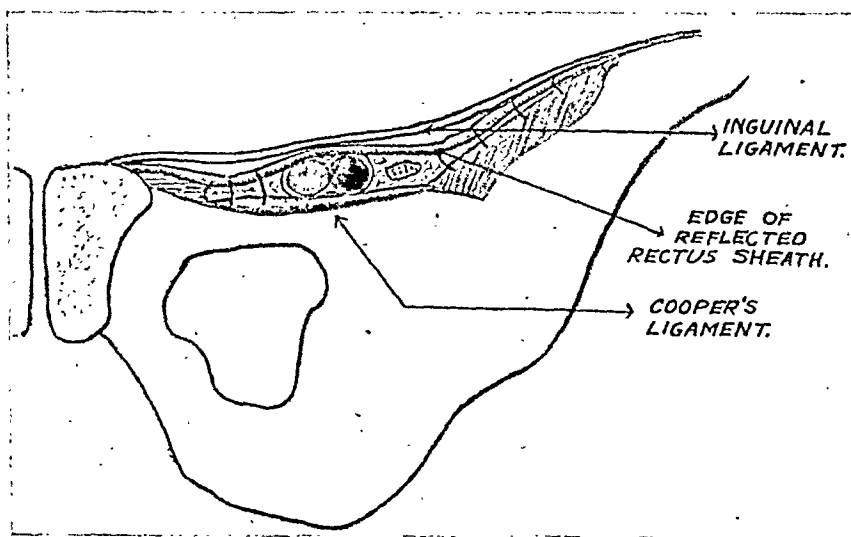 INGUINAL
LIGAMENT.
EDGE OF
REFLECTED
RECTUS SHEATH.
COOPER'S
LIGAMENT.